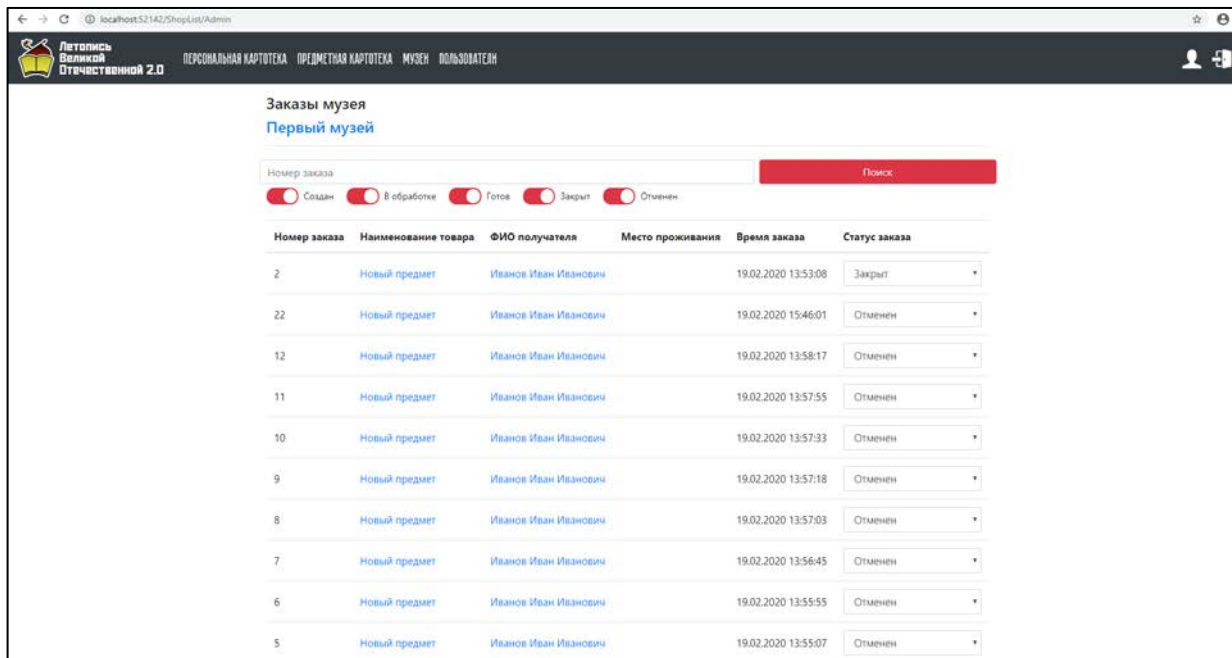 localhost:52142/ShopList/Admin
Летопись
Великой
Отечественной 2.0
ПЕРСОНАЛЬНАЯ КАРТОТЕКА ПРЕДМЕТНАЯ КАРТОТЕКА МУЗЕИ ПОЛЬЗОВАТЕЛИ
Заказы музея
Первый музей
Номер заказа Поиск
Создан В обработке Готов Закрыт Отменен
Номер заказа Наименование товара ФИО получателя Место проживания Время заказа Статус заказа
2 Новый предмет Иванов Иван Иванович 19.02.2020 13:53:08 Закрыт
22 Новый предмет Иванов Иван Иванович 19.02.2020 15:46:01 Отменен
12 Новый предмет Иванов Иван Иванович 19.02.2020 13:58:17 Отменен
11 Новый предмет Иванов Иван Иванович 19.02.2020 13:57:55 Отменен
10 Новый предмет Иванов Иван Иванович 19.02.2020 13:57:33 Отменен
9 Новый предмет Иванов Иван Иванович 19.02.2020 13:57:18 Отменен
8 Новый предмет Иванов Иван Иванович 19.02.2020 13:57:03 Отменен
7 Новый предмет Иванов Иван Иванович 19.02.2020 13:56:45 Отменен
6 Новый предмет Иванов Иван Иванович 19.02.2020 13:55:55 Отменен
5 Новый предмет Иванов Иван Иванович 19.02.2020 13:55:07 Отменен